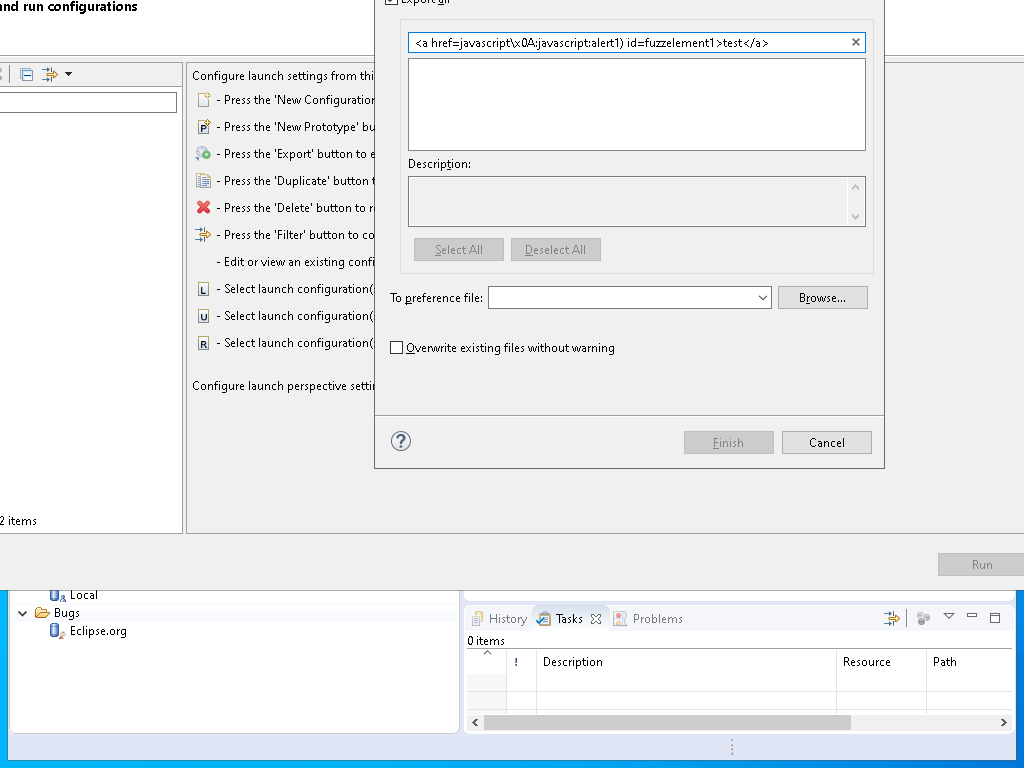 and run configurations
Export all
<a href=javascript\x0A:javascript:alert1) id=fuzzelement1>test</a>
Configure launch settings from thi
- Press the 'New Configuration
- Press the 'New Prototype' bu
- Press the 'Export' button to e
- Press the 'Duplicate' button t
- Press the 'Delete' button to r
- Press the 'Filter' button to co
- Edit or view an existing confi
- Select launch configuration(
- Select launch configuration(
- Select launch configuration(
Configure launch perspective settin
Description:
Select All
Deselect All
To preference file:
Browse...
Overwrite existing files without warning
Finish
Cancel
2 items
Run
Local
Bugs
Eclipse.org
History
Tasks
Problems
0 items
!
Description
Resource
Path